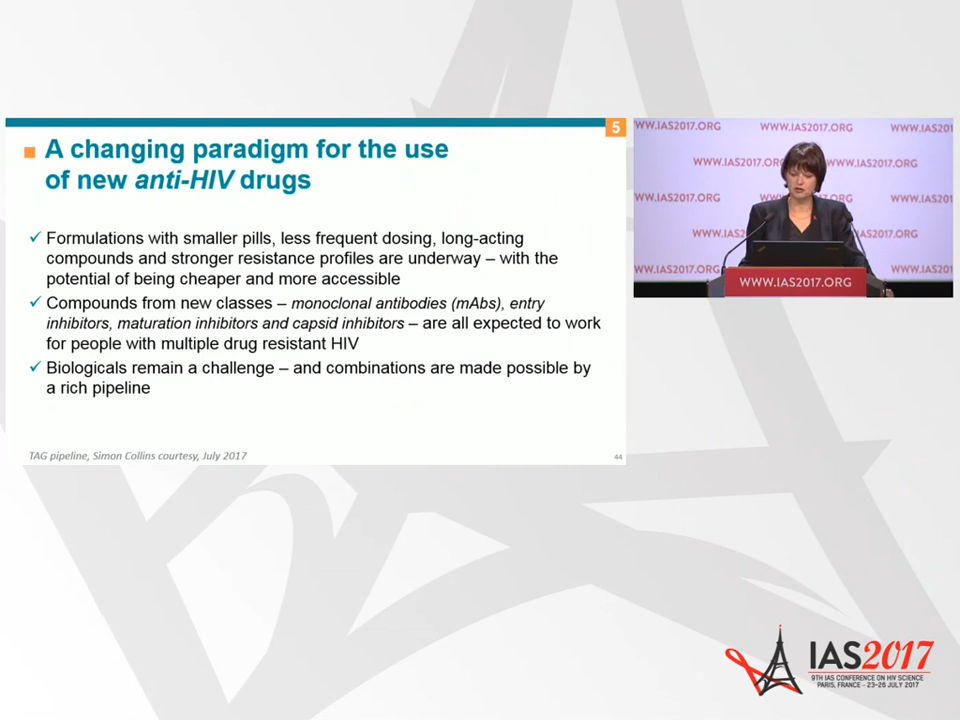 5
A changing paradigm for the use
of new anti-HIV drugs
✓ Formulations with smaller pills, less frequent dosing, long-acting
compounds and stronger resistance profiles are underway – with the
potential of being cheaper and more accessible
✓ Compounds from new classes – monoclonal antibodies (mAbs), entry
inhibitors, maturation inhibitors and capsid inhibitors – are all expected to work
for people with multiple drug resistant HIV
✓ Biologicals remain a challenge – and combinations are made possible by
a rich pipeline
TAG pipeline, Simon Collins courtesy, July 2017
44
WWW.IAS2017.ORG WWW.IAS2017.ORG WWW.IAS201
WWW.IAS2017.ORG WWW.IAS2017.ORG
WWW.IAS2017.ORG WWW.IAS201
WWW.IAS2017.ORG
WWW.IAS2017.ORG WWW.IAS201
WWW.IAS2017.ORG
IAS2017
9TH IAS CONFERENCE ON HIV SCIENCE
PARIS, FRANCE - 23-26 JULY 2017